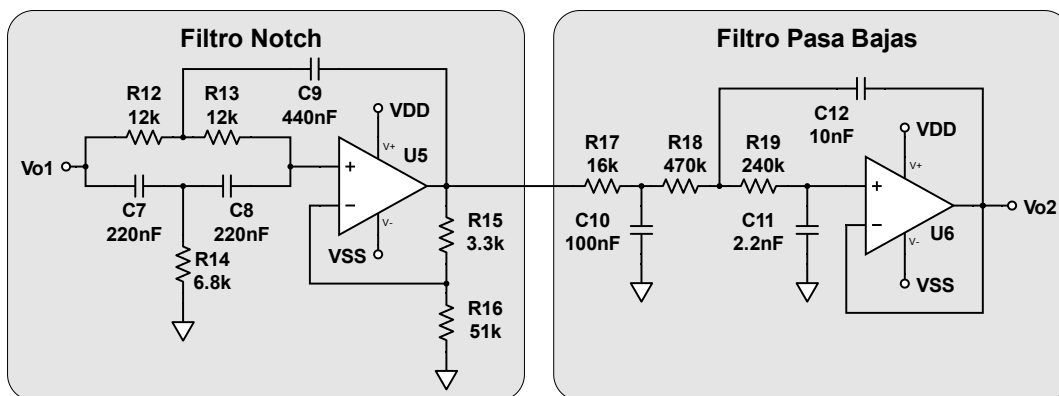 Filtro Notch
C9
440nF
R12
12k
R13
12k
VDD
V+
U5
Vo1
+
−
C7
220nF
C8
220nF
V-
VSS
R14
6.8k
R15
3.3k
R16
51k
Filtro Pasa Bajas
C12
10nF
R17
16k
R18
470k
R19
240k
VDD
V+
+
−
C10
100nF
C11
2.2nF
V-
U6
VSS
Vo2